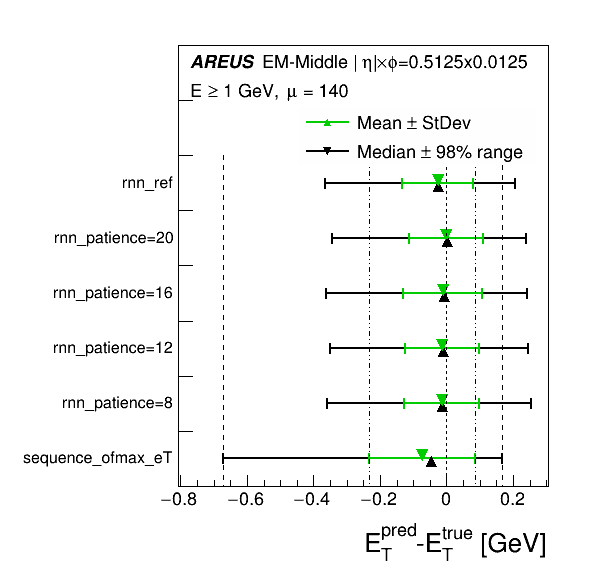 AREUS EM-Middle |η|×ϕ=0.5125x0.0125
E ≥ 1 GeV, μ = 140
Mean ± StDev
Median ± 98% range
rnn_ref
rnn_patience=20
rnn_patience=16
rnn_patience=12
rnn_patience=8
sequence_ofmax_eT
−0.8 −0.6 −0.4 −0.2 0 0.2
E_T^pred-E_T^true [GeV]